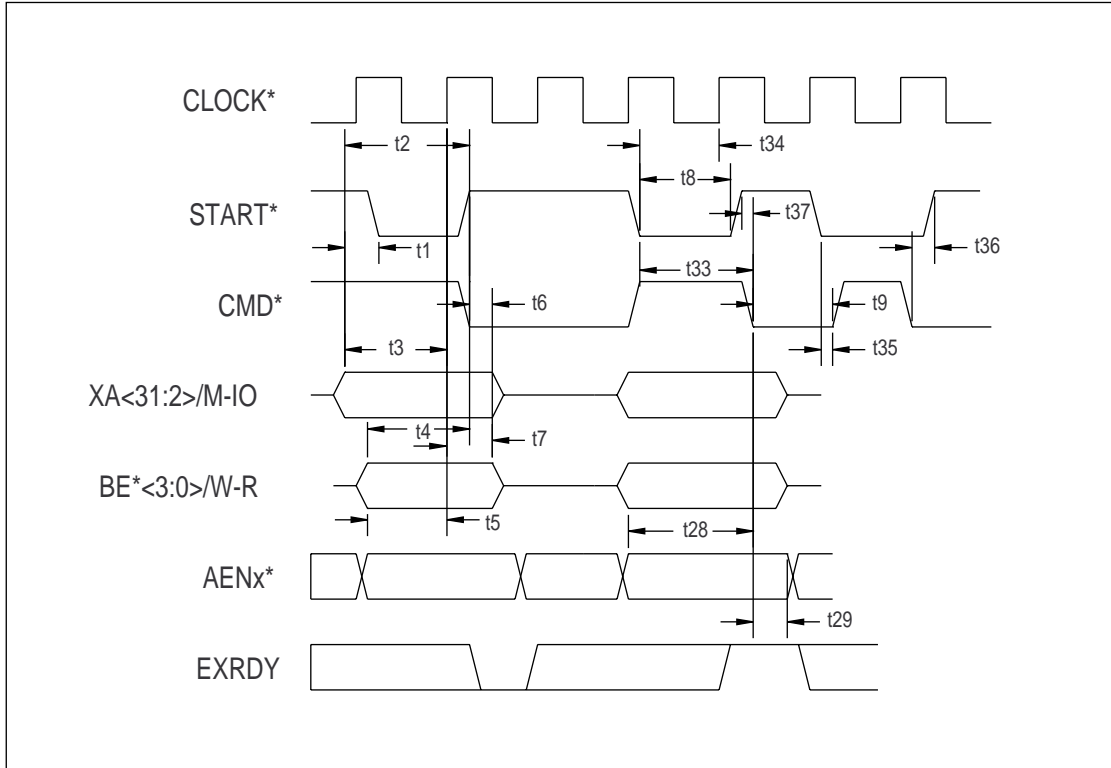 CLOCK*
t2
t34
t8
START*
t37
t1
t36
t33
CMD*
t6
t9
t3
t35
XA<31:2>/M-IO
t4
t7
BE*<3:0>/W-R
t5
t28
AENx*
t29
EXRDY